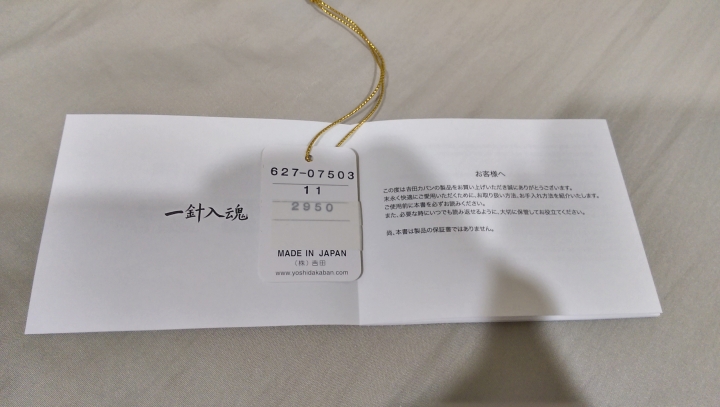 一針入魂
627-07503
11
2950
MADE IN JAPAN
(株)吉田
www.yoshidakaban.com
お客様へ
この度は吉田カバンの製品をお買い上げいただき誠にありがとうございます。
末永く快適にご愛用いただくために、お取り扱い方法、お手入れ方法を紹介いたします。
ご使用前に本書を必ずお読みください。
また、必要な時にいつでも読み返せるように、大切に保管してお役立てください。
尚、本書は製品の保証書ではありません。